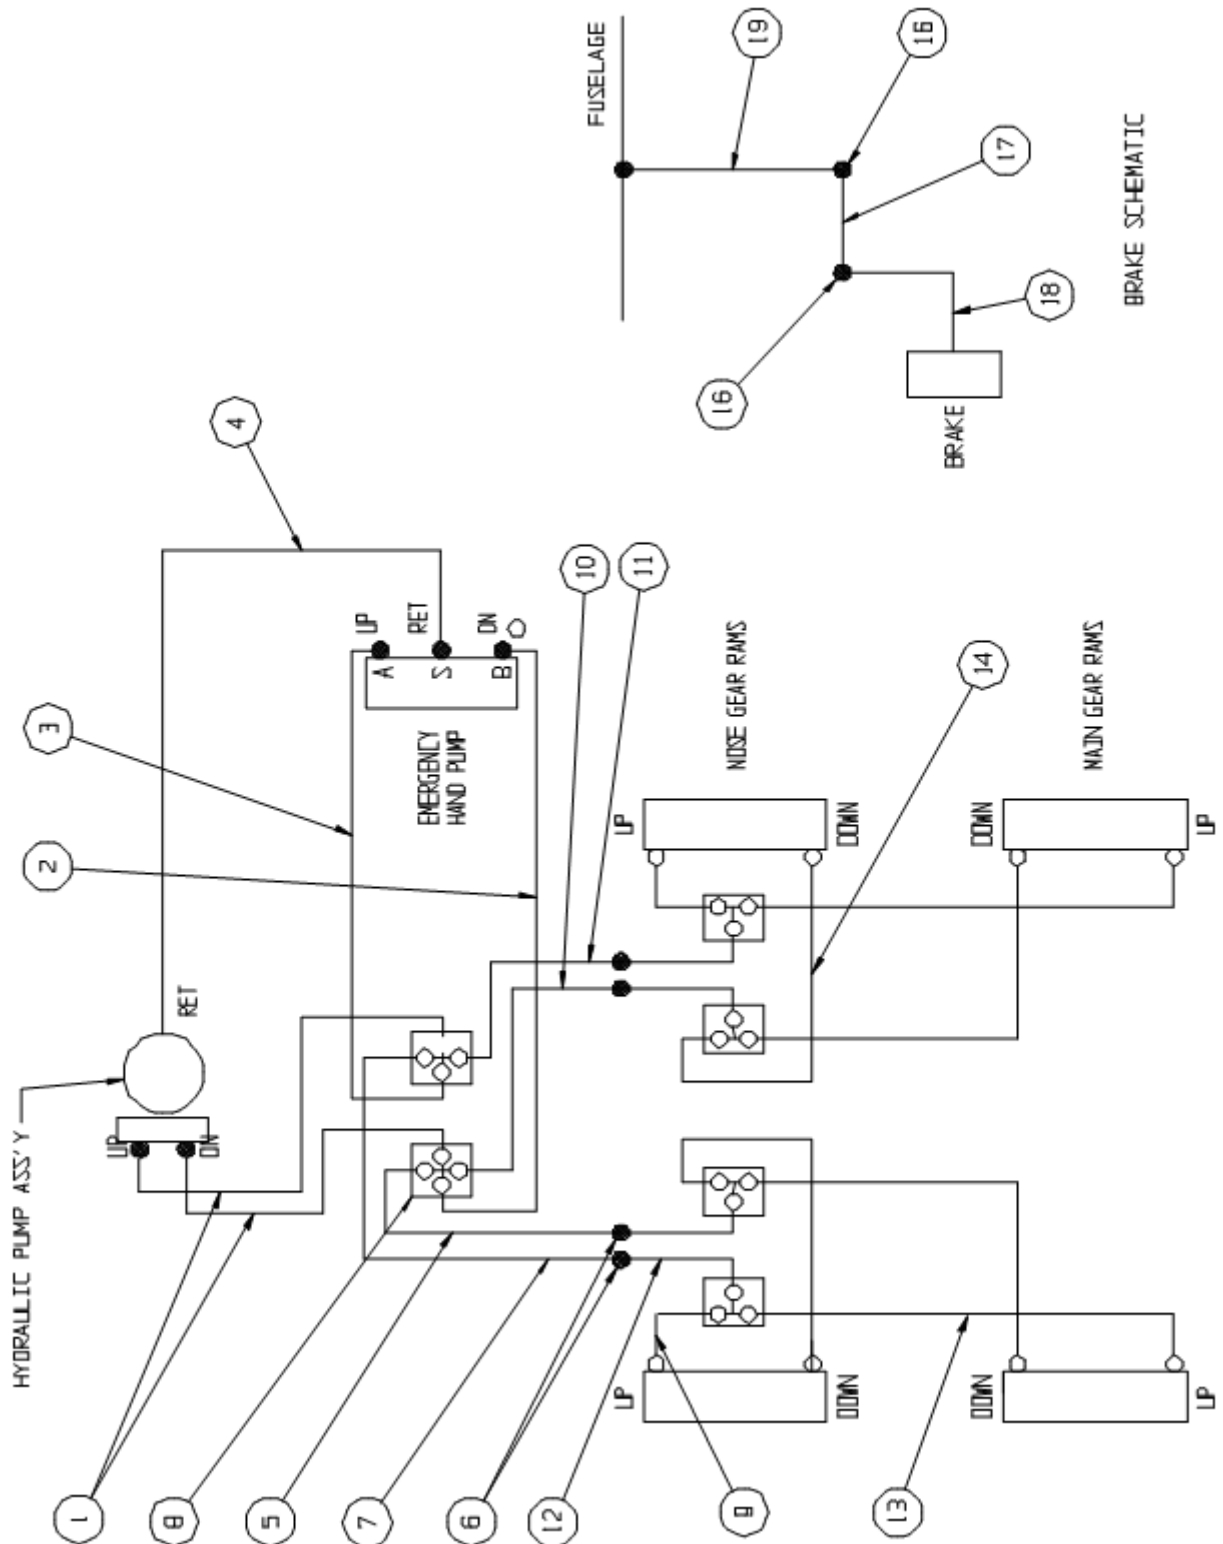 HYDRAULIC PUMP ASS'Y
UP
DN
RET
1
8
5
7
6
12
9
13
2
3
4
EMERGENCY
HAND PUMP
A
S
B
UP
RET
DN
10
11
14
UP
DOWN
UP
DOWN
NOSE GEAR RAMS
DOWN
UP
DOWN
UP
MAIN GEAR RAMS
FUSELAGE
19
16
17
16
18
BRAKE
BRAKE SCHEMATIC